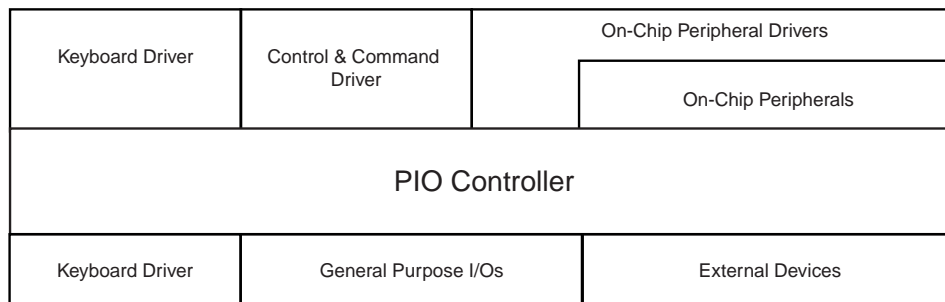 Keyboard Driver
Control & Command
Driver
On-Chip Peripheral Drivers
On-Chip Peripherals
PIO Controller
Keyboard Driver
General Purpose I/Os
External Devices